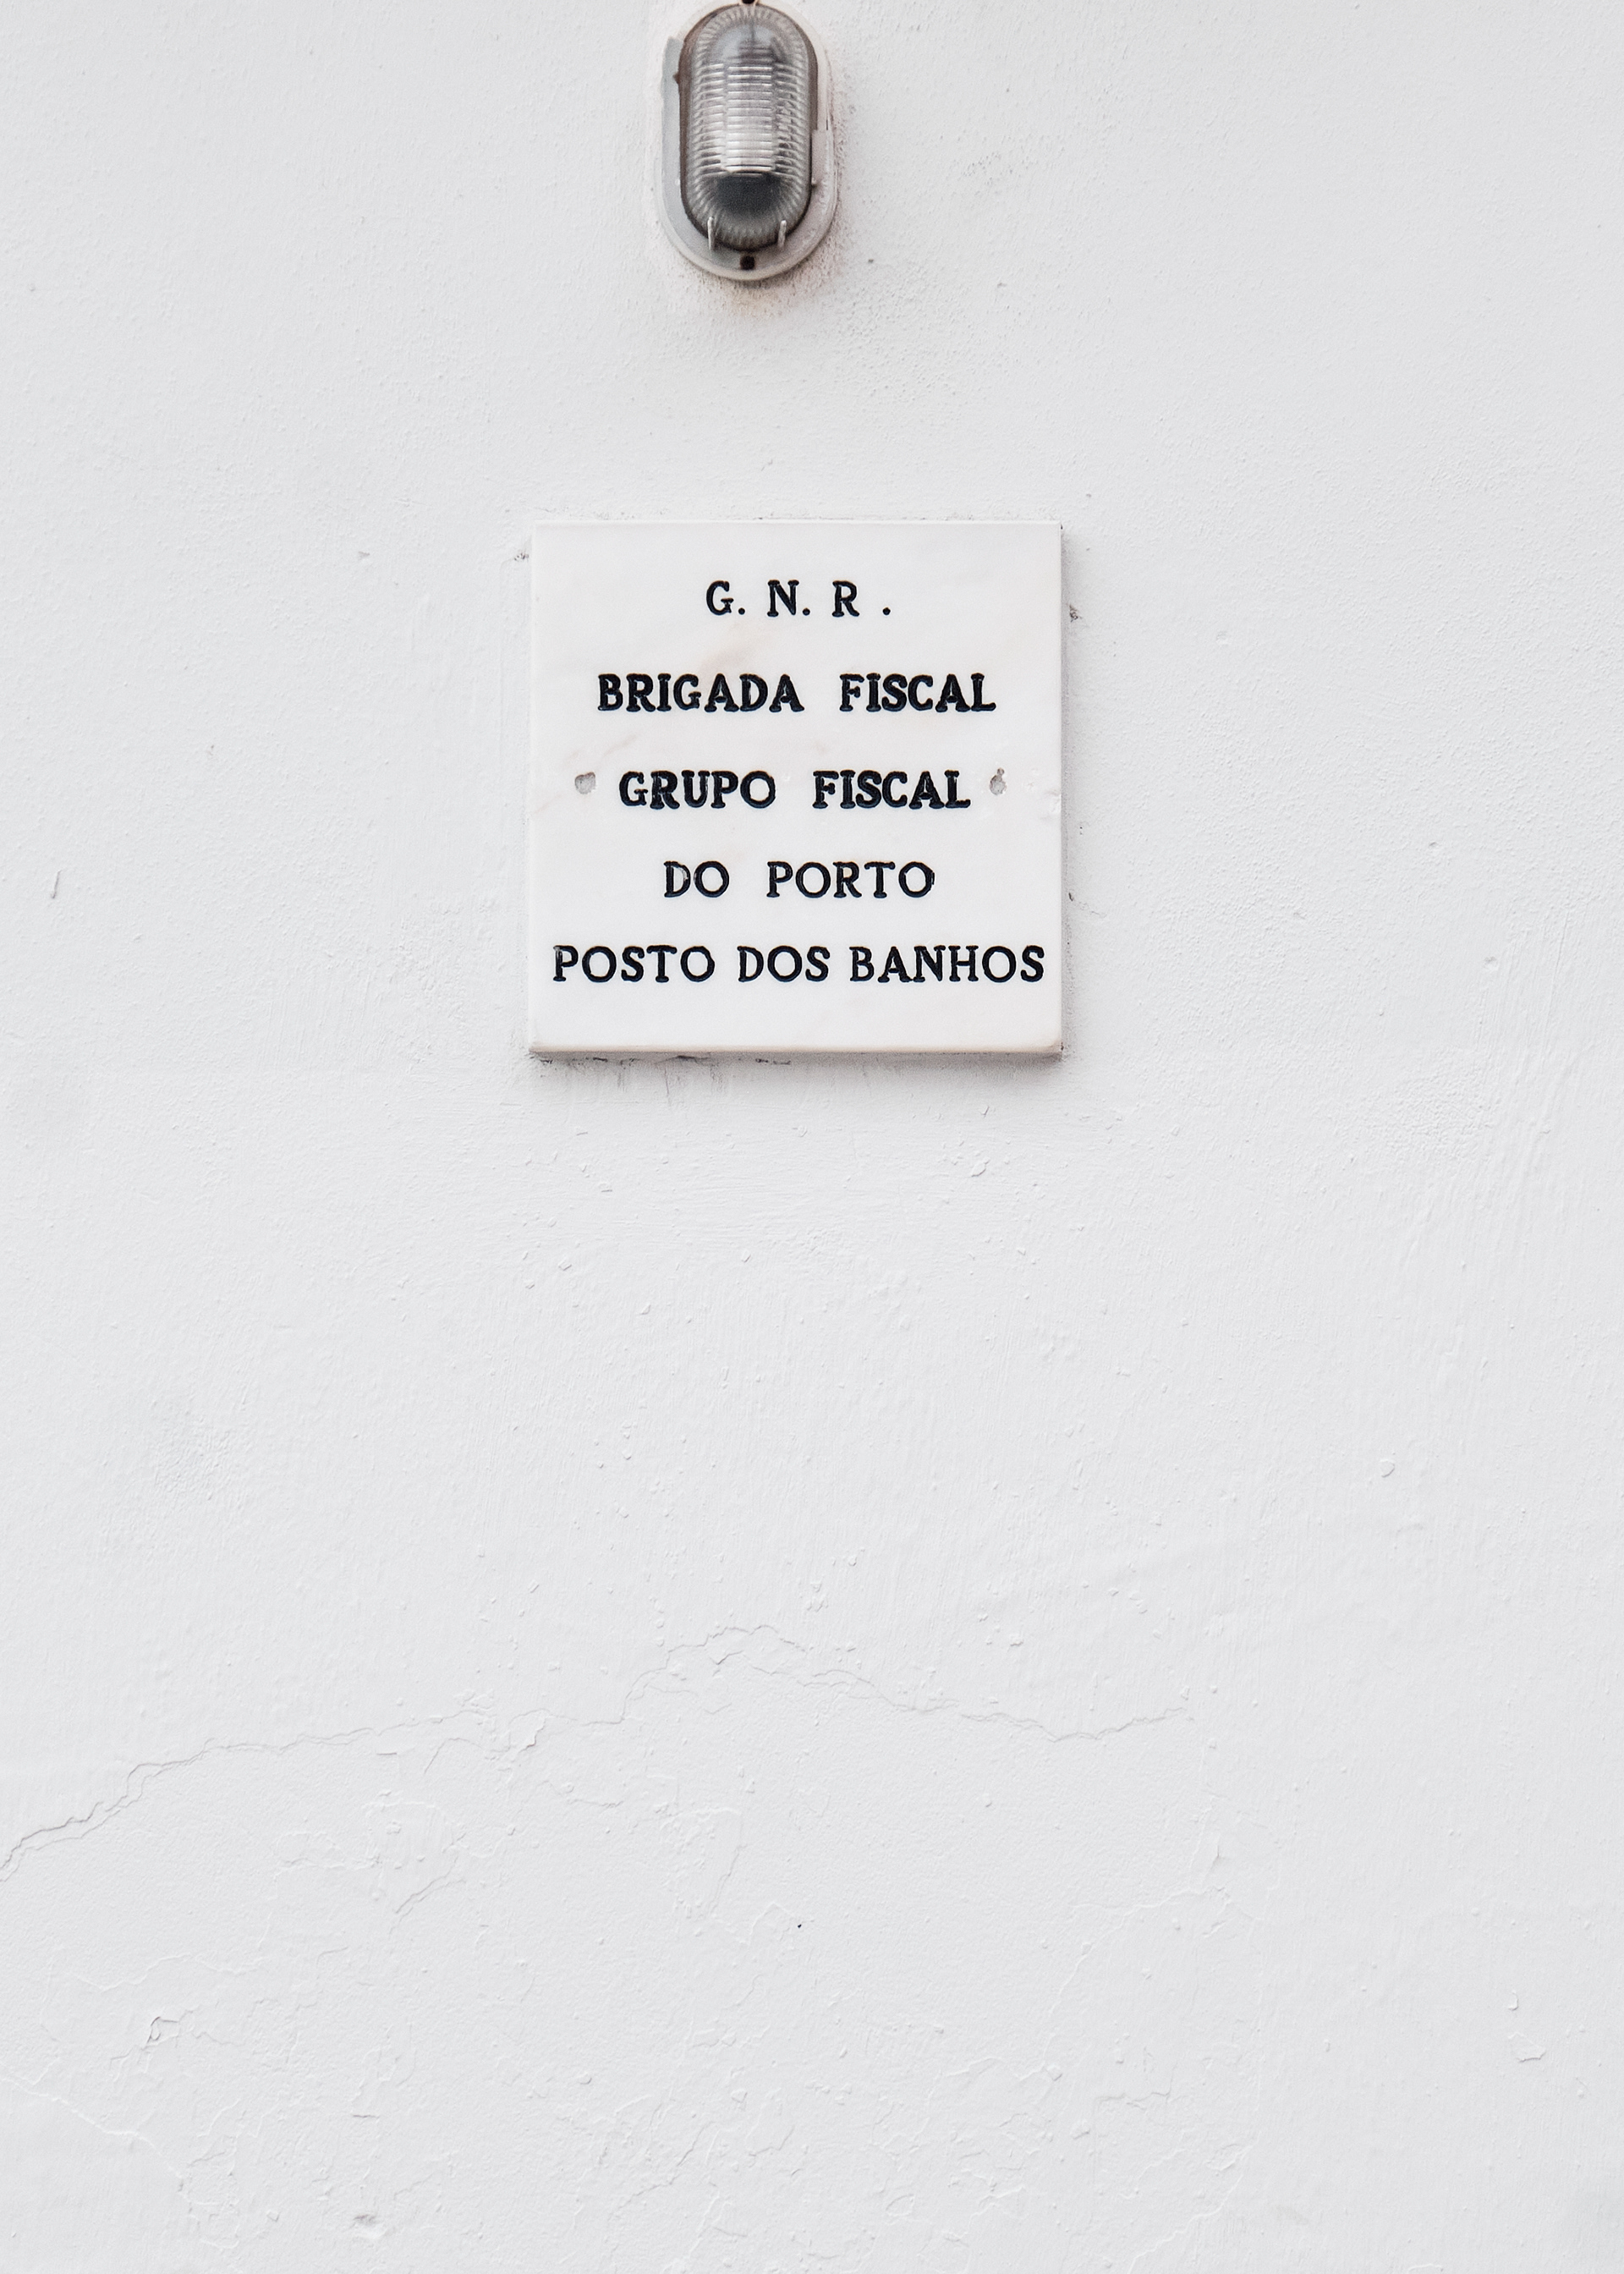 G. N. R .
BRIGADA FISCAL
GRUPO FISCAL
DO PORTO
POSTO DOS BANHOS